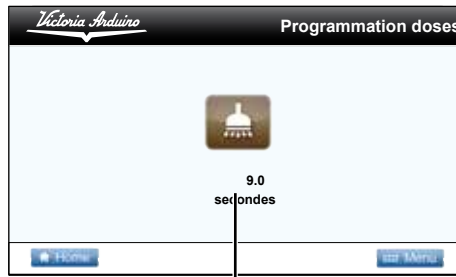 Victoria Arduino
Programmation doses
9.0
secondes
Home
Menu